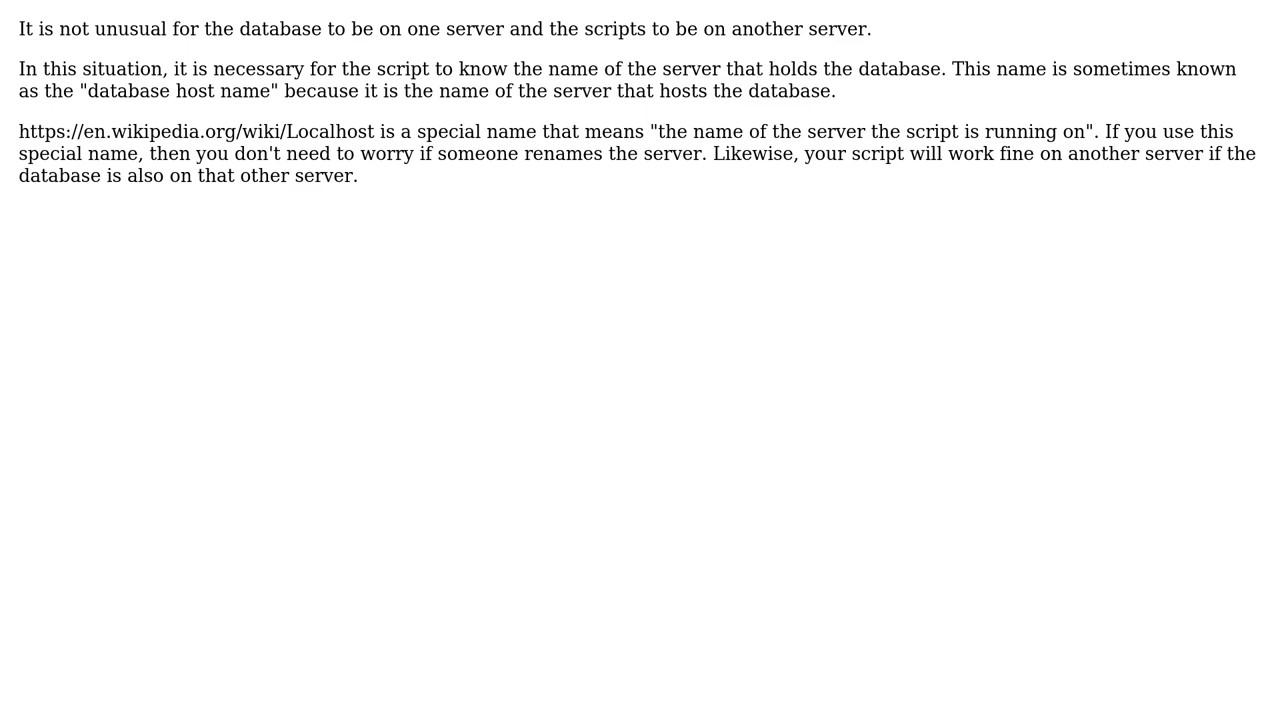 It is not unusual for the database to be on one server and the scripts to be on another server.
In this situation, it is necessary for the script to know the name of the server that holds the database. This name is sometimes known
as the "database host name" because it is the name of the server that hosts the database.
https://en.wikipedia.org/wiki/Localhost is a special name that means "the name of the server the script is running on". If you use this
special name, then you don't need to worry if someone renames the server. Likewise, your script will work fine on another server if the
database is also on that other server.